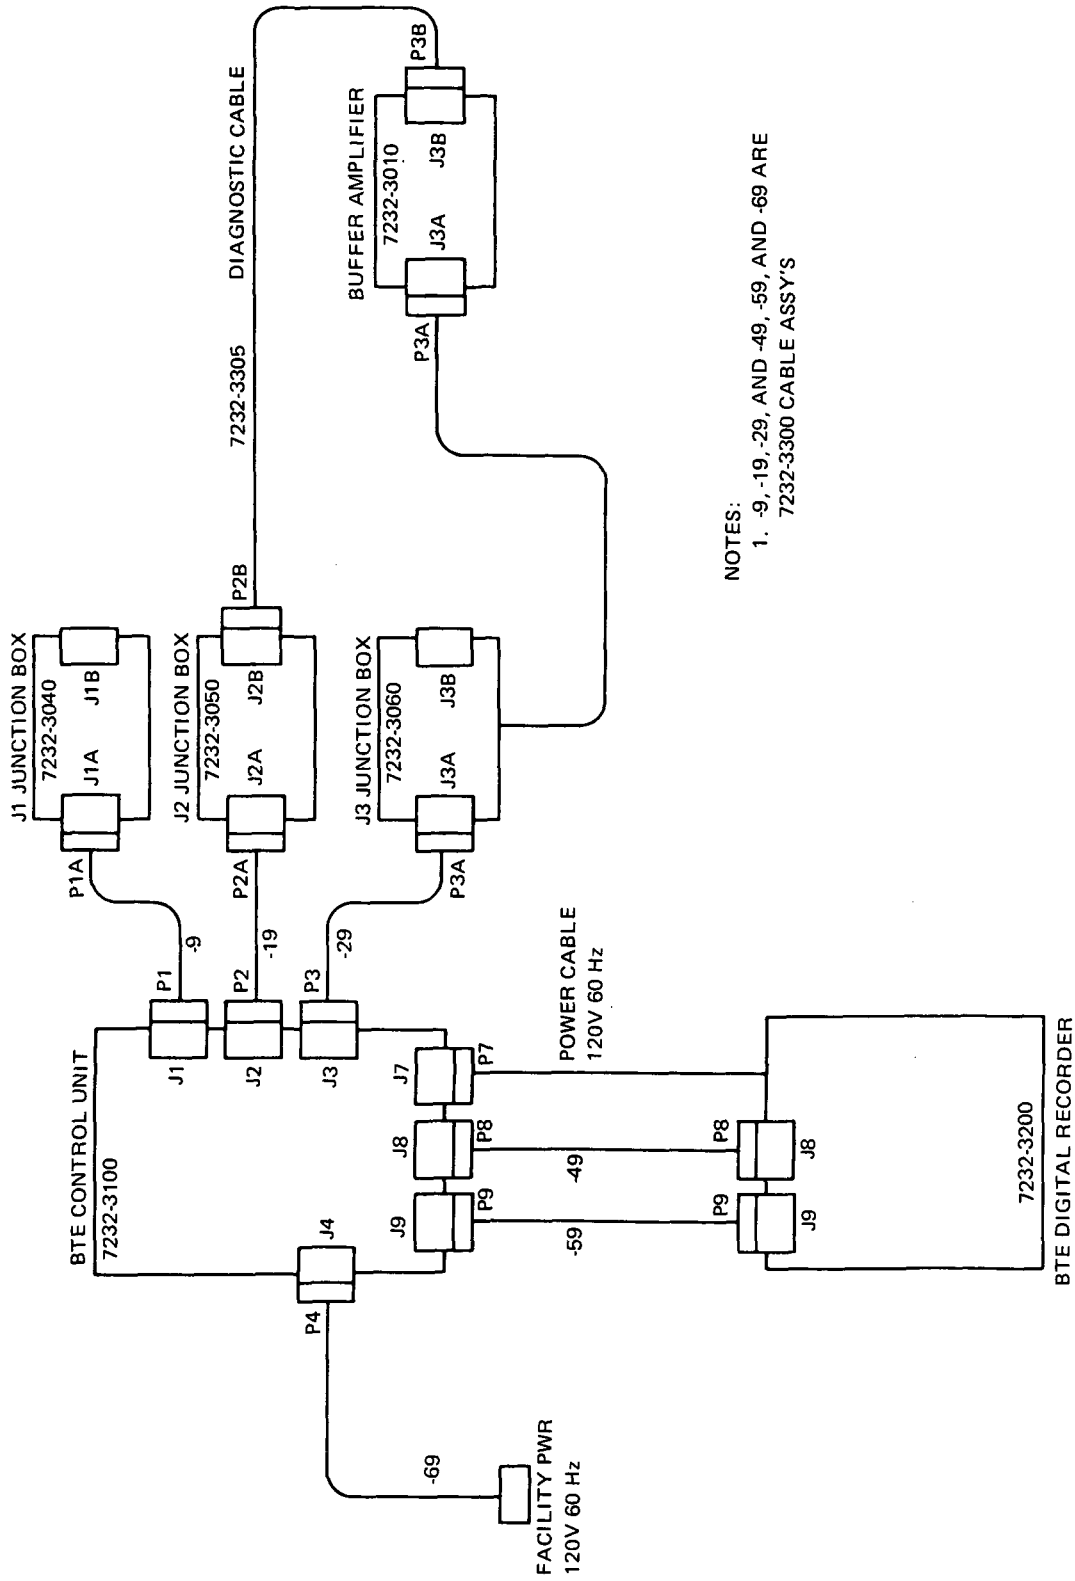 DIAGNOSTIC CABLE
7232-3305
P3B
BUFFER AMPLIFIER
7232-3010
J3A
J3B
P3A
J1 JUNCTION BOX
7232-3040
J1A
J1B
P1A
J2 JUNCTION BOX
7232-3050
J2A
J2B
P2A
P2B
J3 JUNCTION BOX
7232-3060
J3A
J3B
P3A
BTE CONTROL UNIT
7232-3100
J1
P1
-9
J2
P2
-19
J3
P3
-29
J4
P4
-69
FACILITY PWR
120V 60 Hz
J9
J8
J7
P9
P8
P7
-59
-49
POWER CABLE
120V 60 Hz
P9
P8
J9
J8
7232-3200
BTE DIGITAL RECORDER
NOTES:
1. -9, -19, -29, AND -49, -59, AND -69 ARE
7232-3300 CABLE ASSY'S